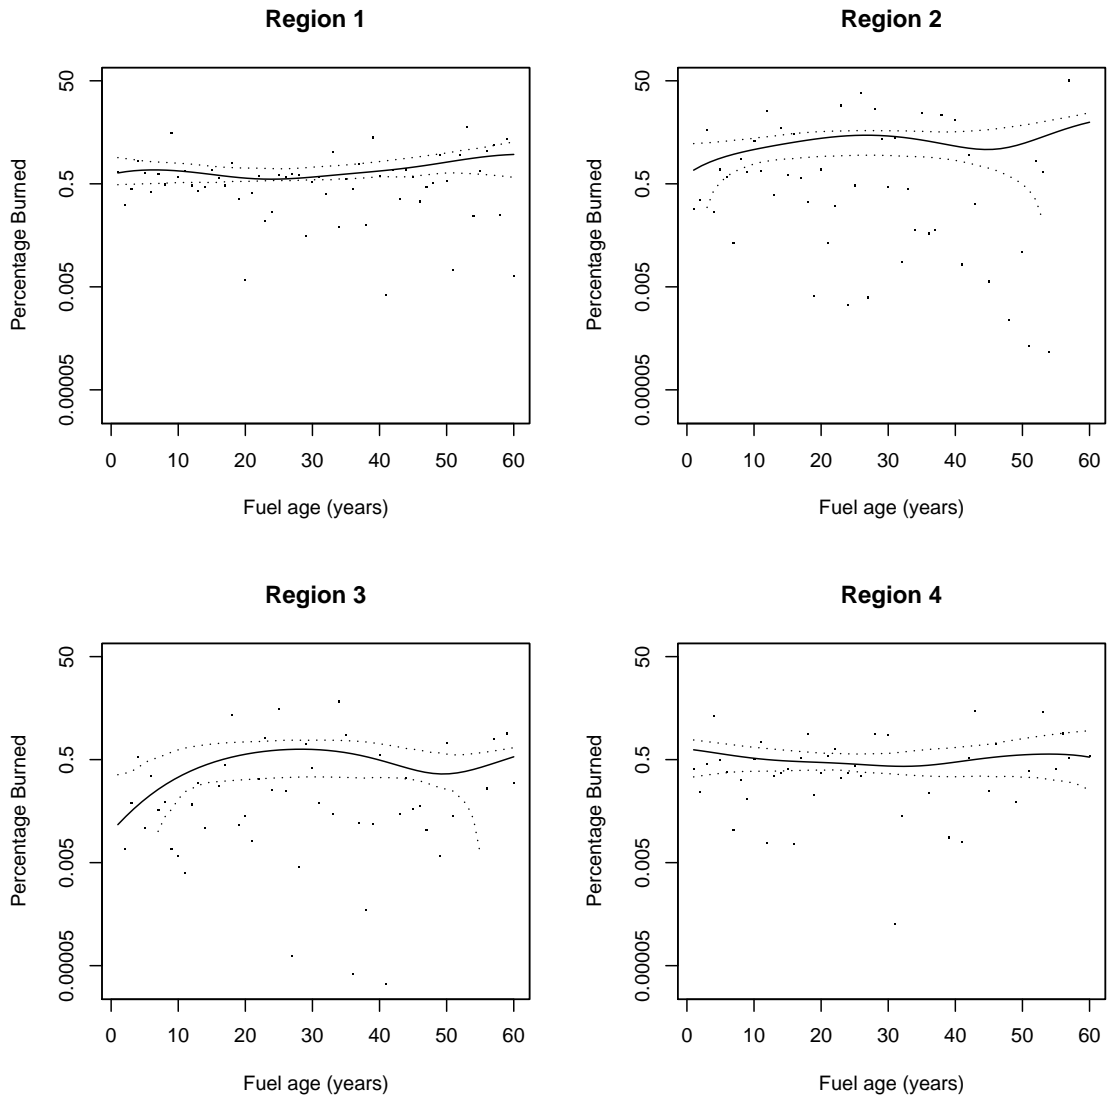 Region 1
Percentage Burned
50
0.5
0.005
0.00005
0 10 20 30 40 50 60
Fuel age (years)
Region 2
Percentage Burned
50
0.5
0.005
0.00005
0 10 20 30 40 50 60
Fuel age (years)
Region 3
Percentage Burned
50
0.5
0.005
0.00005
0 10 20 30 40 50 60
Fuel age (years)
Region 4
Percentage Burned
50
0.5
0.005
0.00005
0 10 20 30 40 50 60
Fuel age (years)